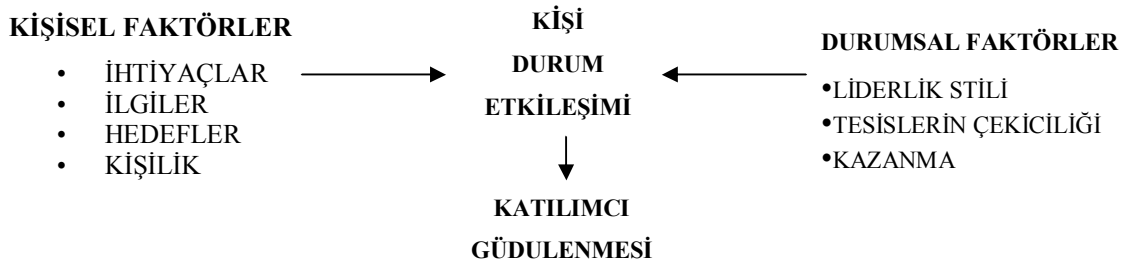 KİŞİSEL FAKTÖRLER
• İHTİYAÇLAR
• İLGİLER
• HEDEFLER
• KİŞİLİK
KİŞİ
DURUM
ETKİLEŞİMİ
KATILIMCI
GÜDULENMESİ
DURUMSAL FAKTÖRLER
•LİDERLİK STİLİ
•TESİSLERİN ÇEKİCİLİĞİ
•KAZANMA